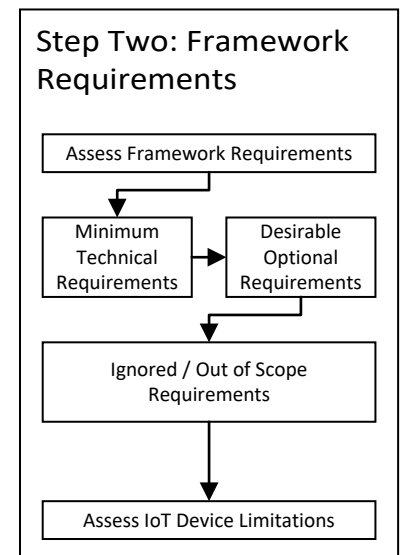 Step Two: Framework
Requirements
Assess Framework Requirements
Minimum
Technical
Requirements
Desirable
Optional
Requirements
Ignored / Out of Scope
Requirements
Assess IoT Device Limitations